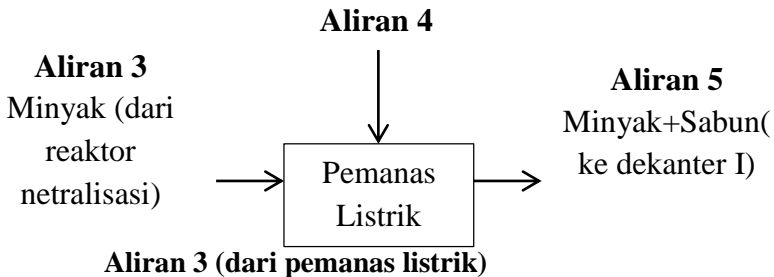 Aliran 4
Aliran 3
Minyak (dari
reaktor
netralisasi)
Pemanas
Listrik
Aliran 5
Minyak+Sabun(
ke dekanter I)
Aliran 3 (dari pemanas listrik)